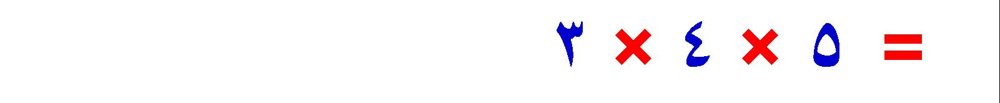 ٣ × ٤ × ٥ =